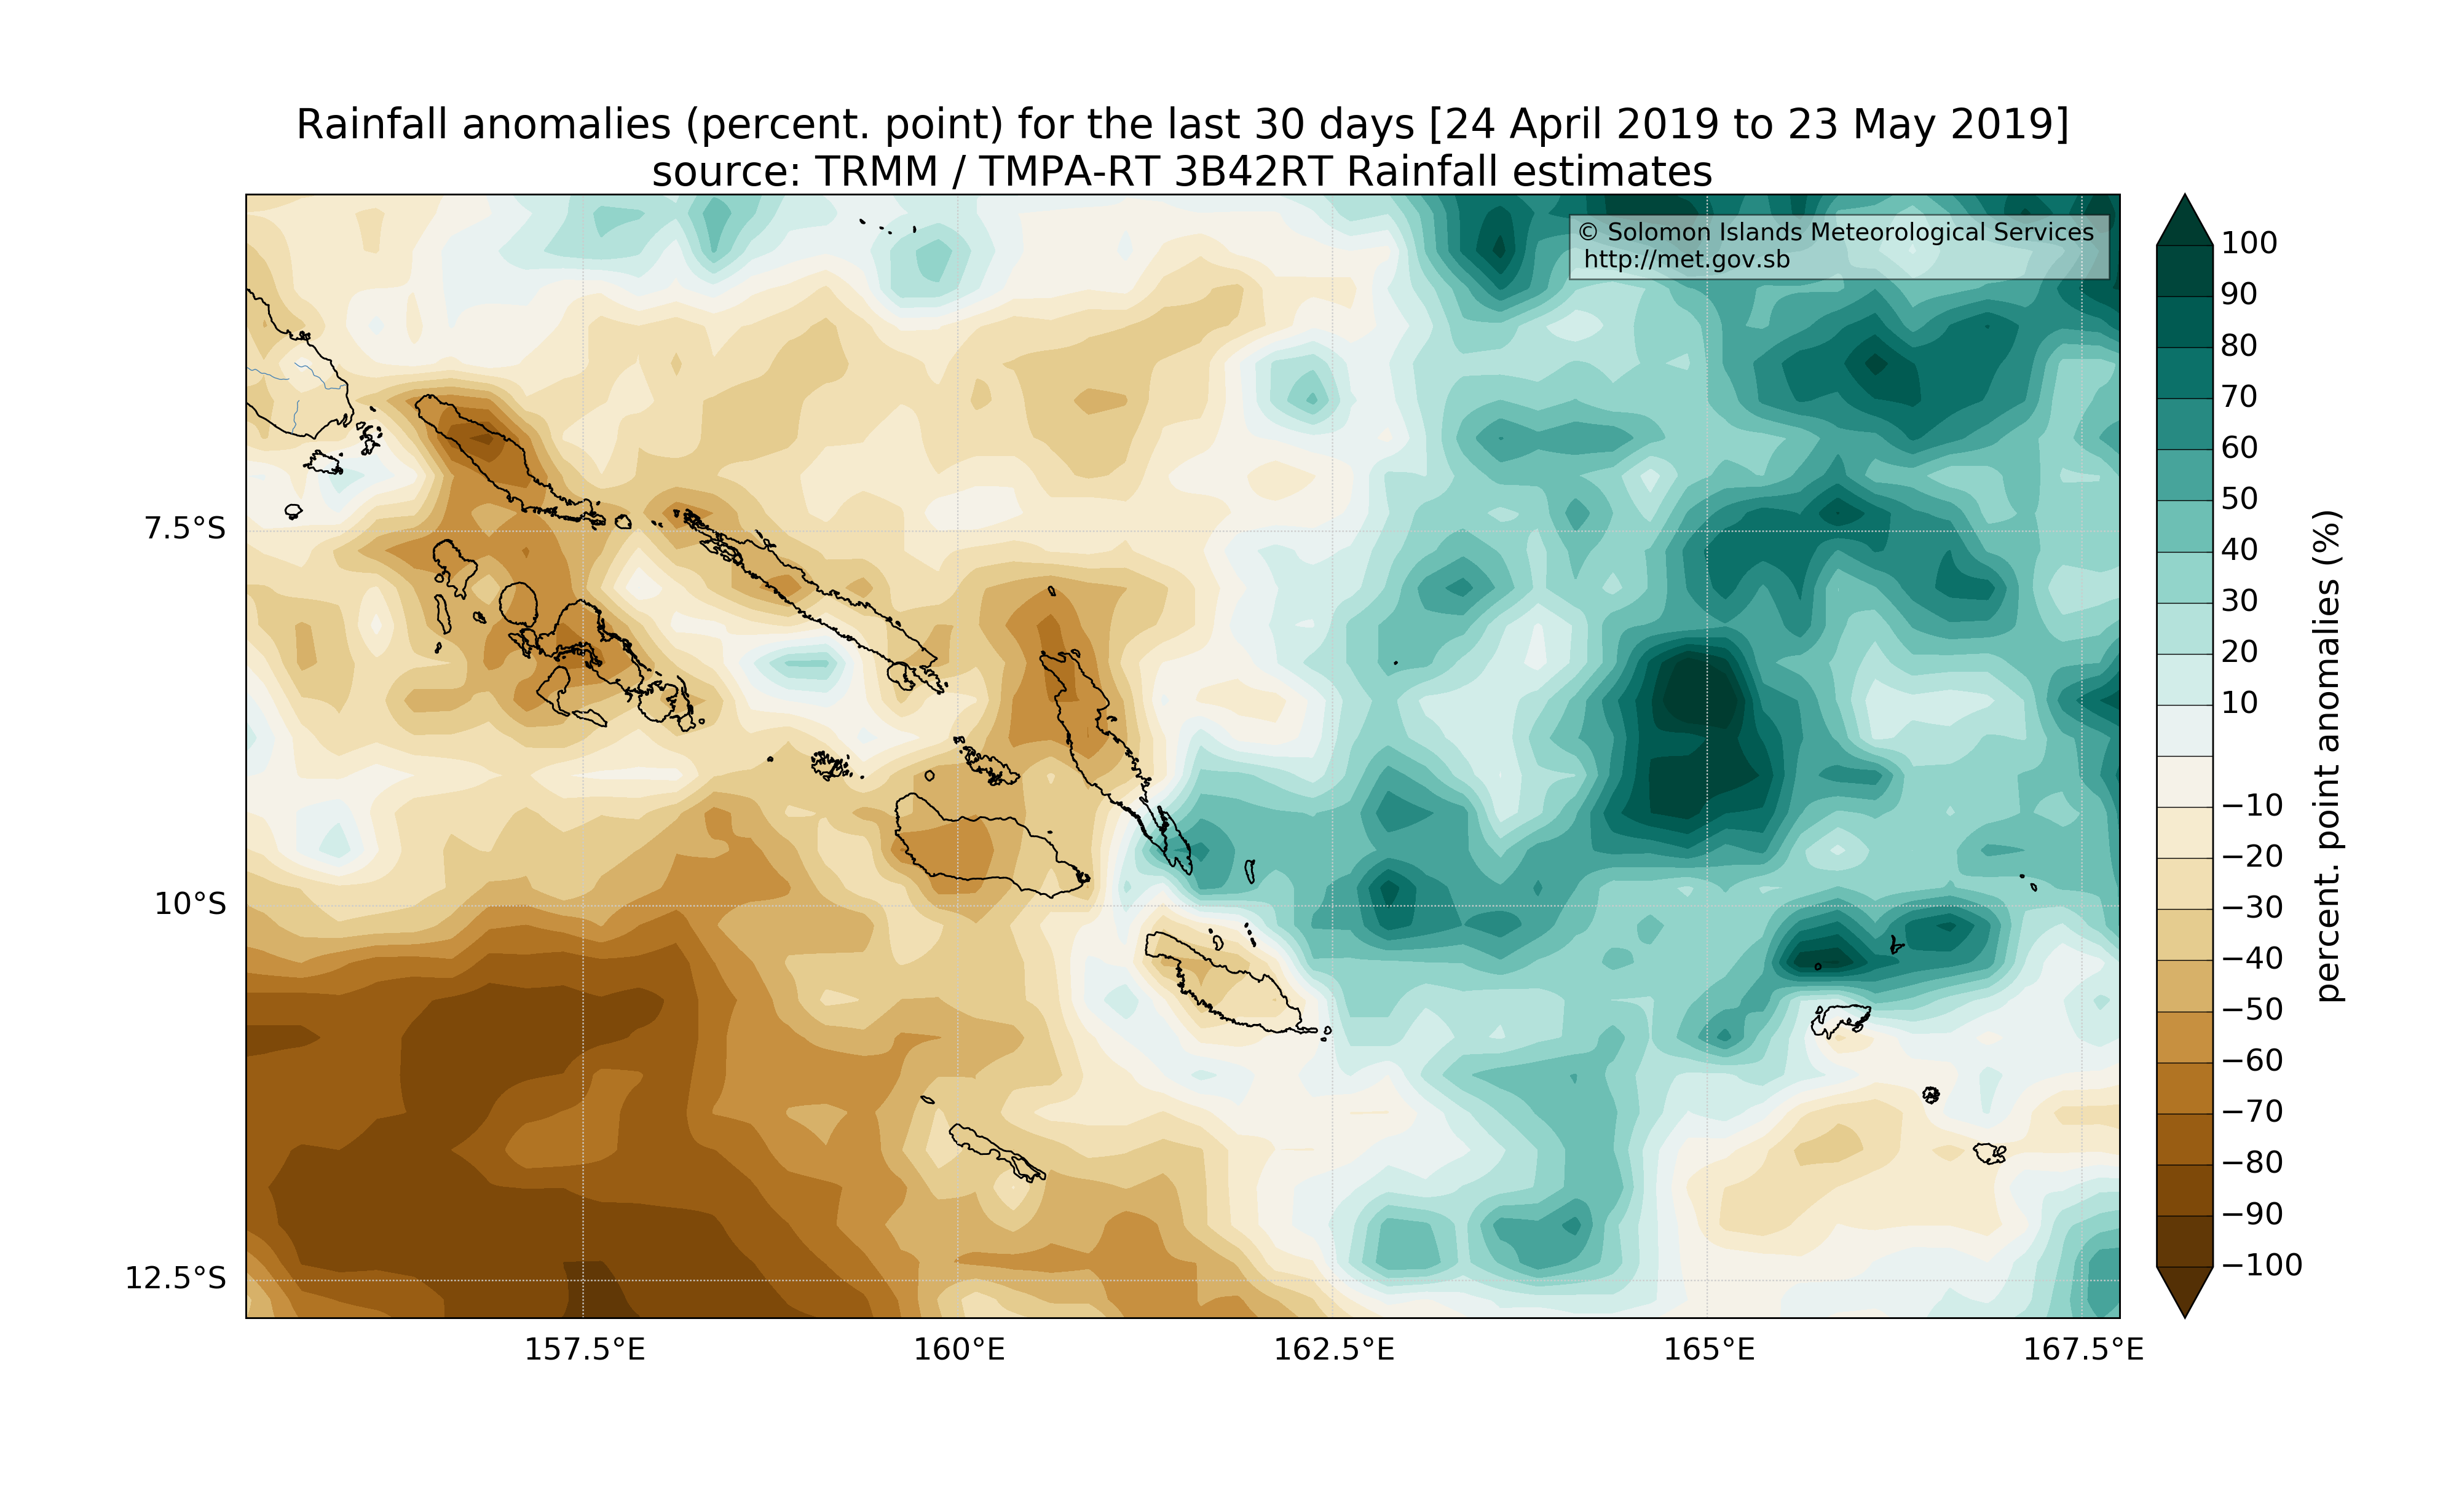 Rainfall anomalies (percent. point) for the last 30 days [24 April 2019 to 23 May 2019]
source: TRMM / TMPA-RT 3B42RT Rainfall estimates
© Solomon Islands Meteorological Services
http://met.gov.sb
7.5°S
10°S
12.5°S
157.5°E
160°E
162.5°E
165°E
167.5°E
100
90
80
70
60
50
40
30
20
10
−10
−20
−30
−40
−50
−60
−70
−80
−90
−100
percent. point anomalies (%)